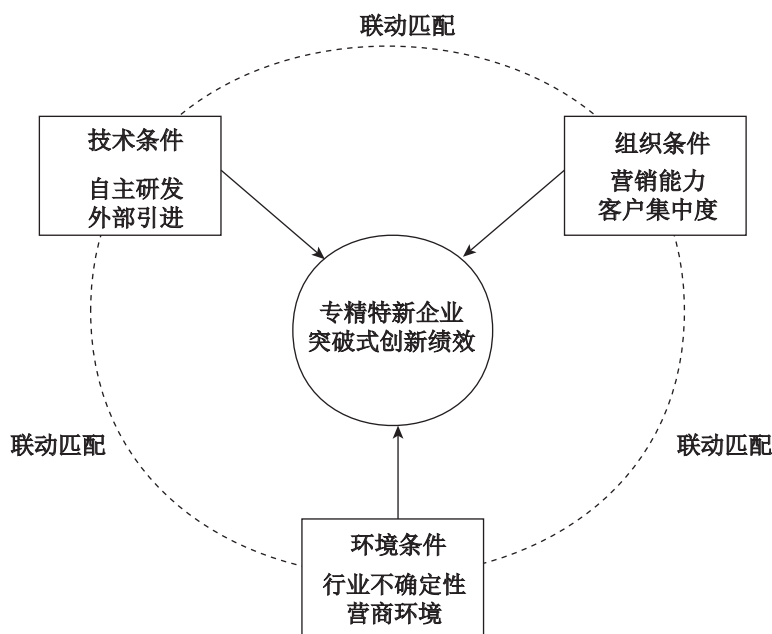 联动匹配
技术条件
自主研发
外部引进
组织条件
营销能力
客户集中度
专精特新企业
突破式创新绩效
联动匹配
联动匹配
环境条件
行业不确定性
营商环境